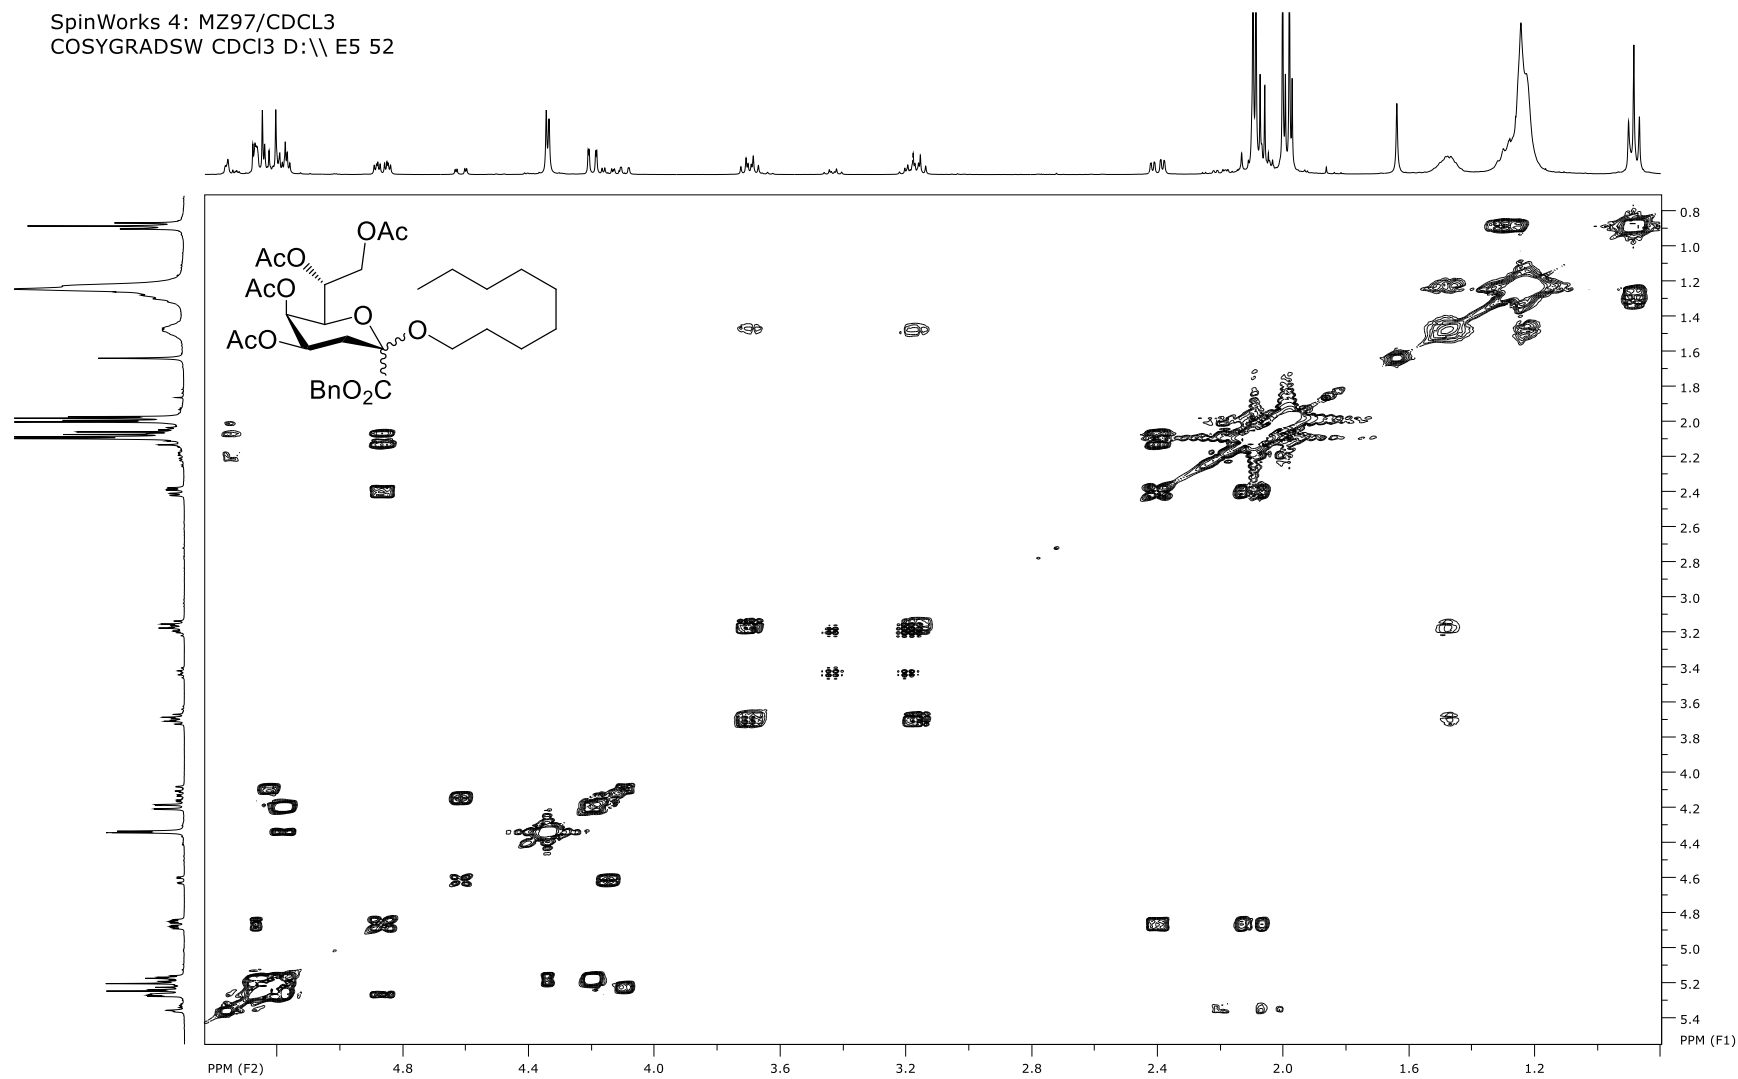 SpinWorks 4: MZ97/CDCL3
COSYGRADSW CDCl3 D:\\ E5 52
OAc
AcO
AcO
O
O
AcO
BnO2C
0.8
1.0
1.2
1.4
1.6
1.8
2.0
2.2
2.4
2.6
2.8
3.0
3.2
3.4
3.6
3.8
4.0
4.2
4.4
4.6
4.8
5.0
5.2
5.4
PPM (F1)
PPM (F2) 4.8 4.4 4.0 3.6 3.2 2.8 2.4 2.0 1.6 1.2